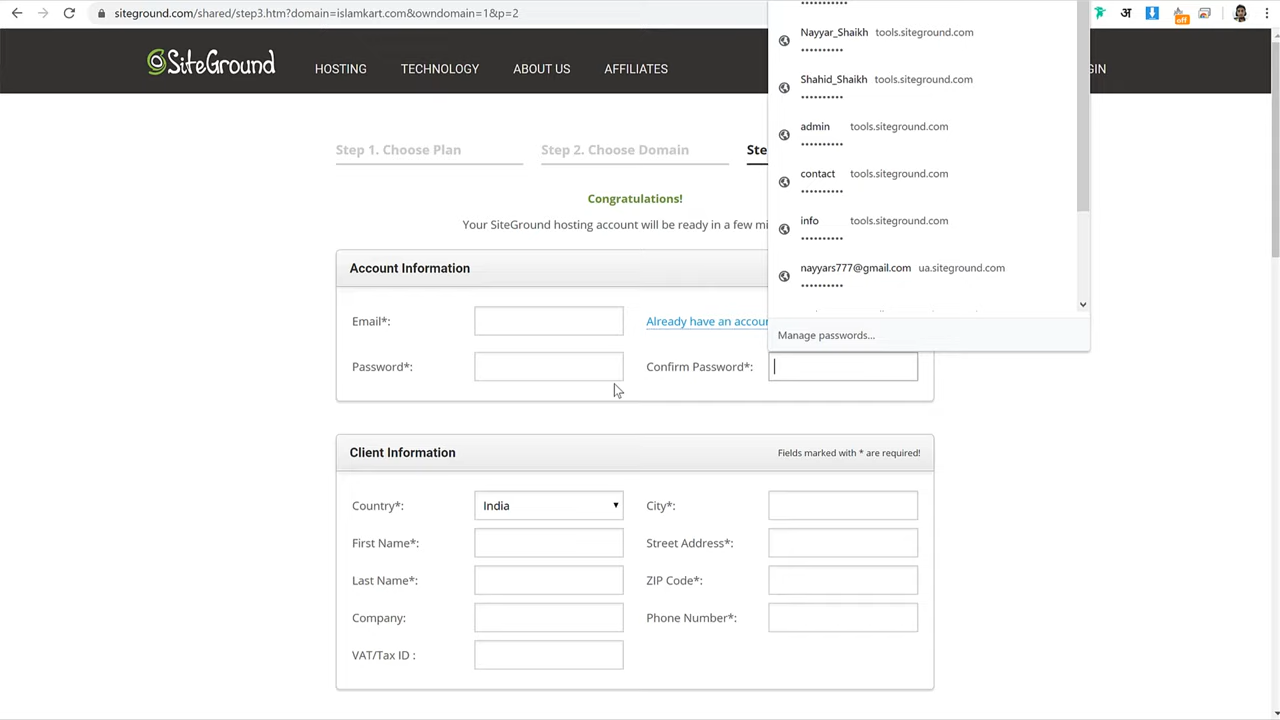 siteground.com/shared/step3.htm?domain=islamkart.com&owndomain=1&p=2
अ
off
SiteGround
HOSTING
TECHNOLOGY
ABOUT US
AFFILIATES
GIN
Nayyar_Shaikh tools.siteground.com
••••••••••
Shahid_Shaikh tools.siteground.com
••••••••••
admin tools.siteground.com
••••••••••
contact tools.siteground.com
••••••••••
info tools.siteground.com
••••••••••
nayyars777@gmail.com ua.siteground.com
••••••••••
Manage passwords...
Step 1. Choose Plan
Step 2. Choose Domain
Ste
Congratulations!
Your SiteGround hosting account will be ready in a few mi
Account Information
Email*:
Already have an accoun
Password*:
Confirm Password*:
Client Information
Fields marked with * are required!
Country*: India
City*:
First Name*:
Street Address*:
Last Name*:
ZIP Code*:
Company:
Phone Number*:
VAT/Tax ID :